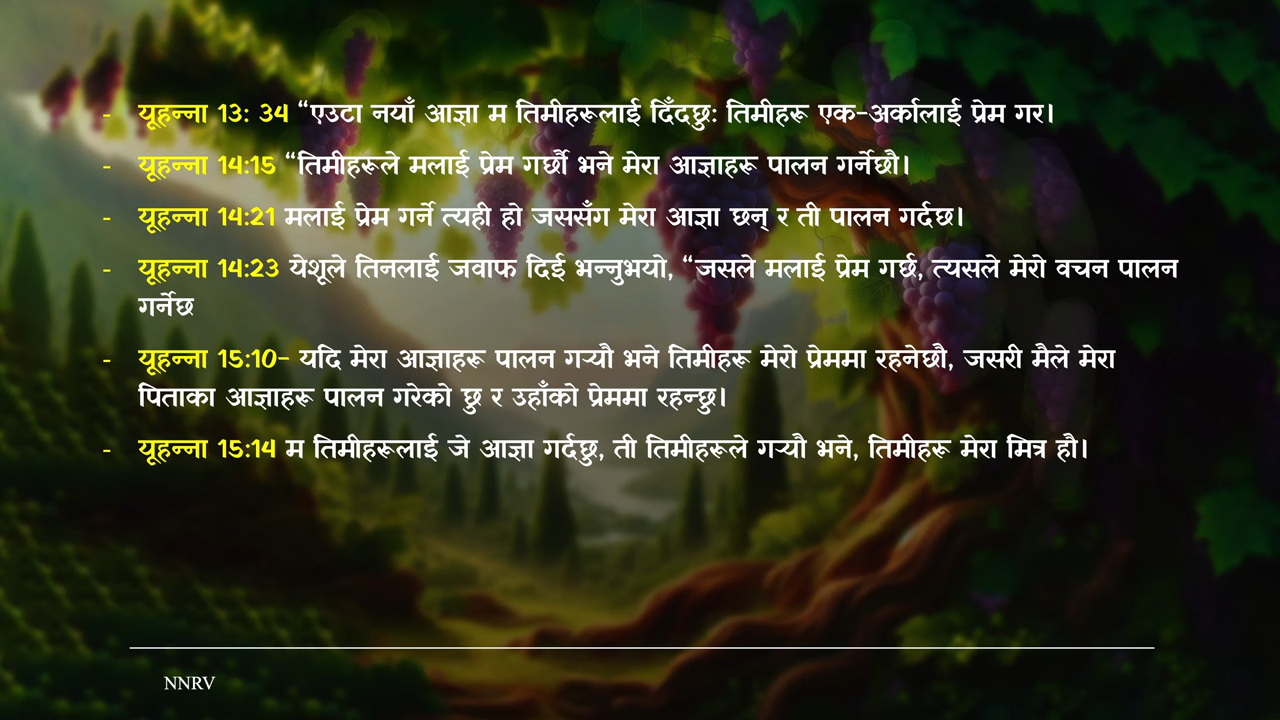 - यूहन्ना 13: 34 “एउटा नयाँ आज्ञा म तिमीहरूलाई दिँदछुः तिमीहरू एक-अर्कालाई प्रेम गर।
- यूहन्ना 14:15 “तिमीहरूले मलाई प्रेम गर्छौ भने मेरा आज्ञाहरू पालन गर्नेछौ।
- यूहन्ना 14:21 मलाई प्रेम गर्ने त्यही हो जससँग मेरा आज्ञा छन् र ती पालन गर्दछ।
- यूहन्ना 14:23 येशूले तिनलाई जवाफ दिई भन्नुभयो, “जसले मलाई प्रेम गर्छ, त्यसले मेरो वचन पालन
गर्नेछ
- यूहन्ना 15:10- यदि मेरा आज्ञाहरू पालन गर्‍यौ भने तिमीहरू मेरो प्रेममा रहनेछौ, जसरी मैले मेरा
पिताका आज्ञाहरू पालन गरेको छु र उहाँको प्रेममा रहन्छु।
- यूहन्ना 15:14 म तिमीहरूलाई जे आज्ञा गर्दछु, ती तिमीहरूले गर्‍यौ भने, तिमीहरू मेरा मित्र हौ।
NNRV